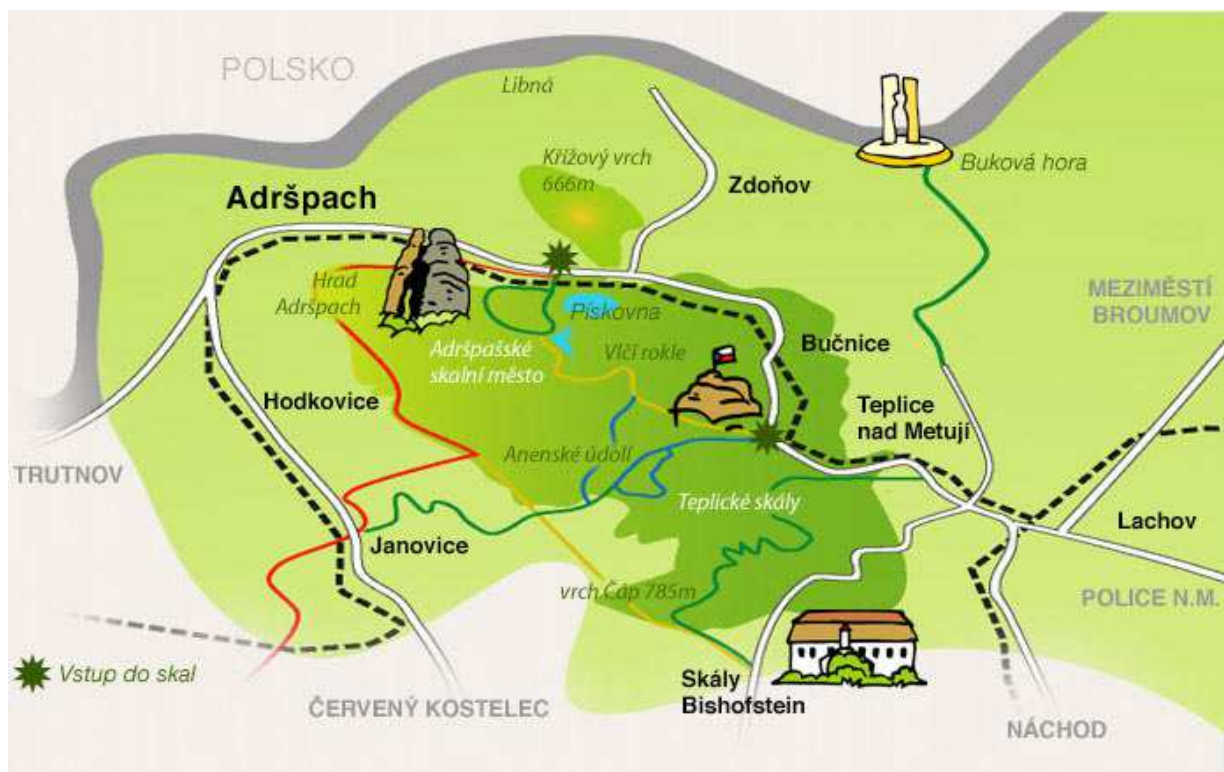 POLSKO
Libná
Křížový vrch
666m
Zdoňov
Buková hora
Adršpach
Hrad
Adršpach
Pískovna
MEZIMĚSTÍ
BROUMOV
Adršpašské
skalní město
Vlčí rokle
Bučnice
Hodkovice
Teplice
nad Metují
Anenské údolí
TRUTNOV
Teplické skály
Janovice
Lachov
vrch Čáp 785m
POLICE N.M.
Vstup do skal
Skály
Bishofstein
ČERVENÝ KOSTELEC
NÁCHOD